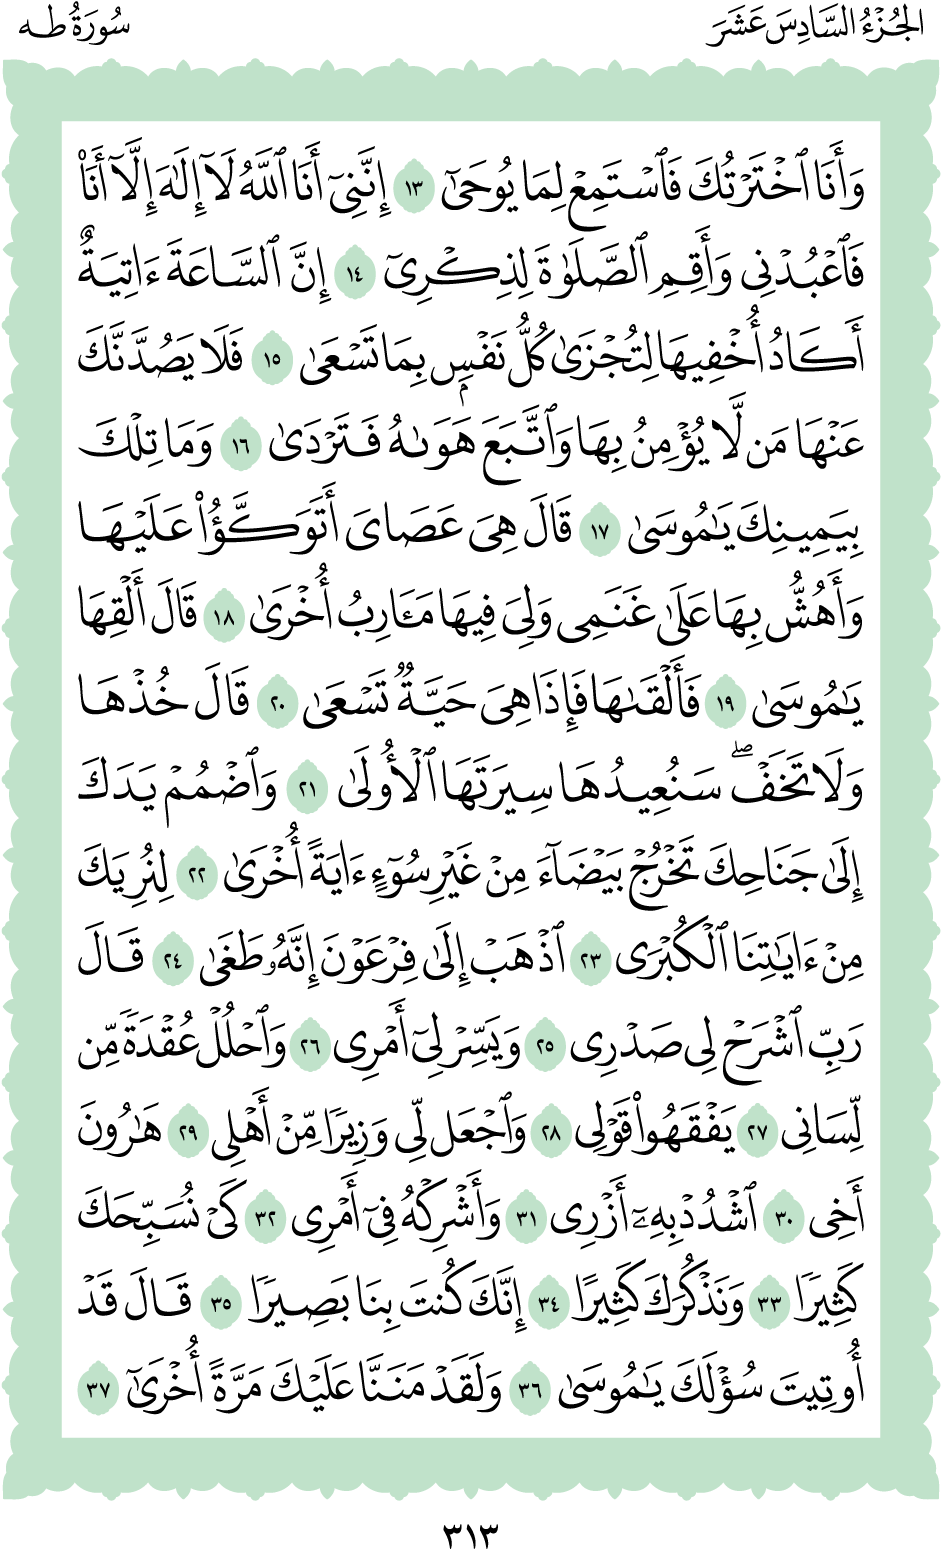 الجُزْءُ السَّادِسَ عَشَرَ
سُورَةُ طه
وَأَنَا ٱخْتَرْتُكَ فَٱسْتَمِعْ لِمَا يُوحَىٰٓ ١٣ إِنَّنِىٓ أَنَا ٱللَّهُ لَآ إِلَٰهَ إِلَّآ أَنَا۠
فَٱعْبُدْنِى وَأَقِمِ ٱلصَّلَوٰةَ لِذِكْرِىٓ ١٤ إِنَّ ٱلسَّاعَةَ ءَاتِيَةٌ
أَكَادُ أُخْفِيهَا لِتُجْزَىٰ كُلُّ نَفْسٍۭ بِمَا تَسْعَىٰ ١٥ فَلَا يَصُدَّنَّكَ
عَنْهَا مَن لَّا يُؤْمِنُ بِهَا وَٱتَّبَعَ هَوَىٰهُ فَتَرْدَىٰ ١٦ وَمَا تِلْكَ
بِيَمِينِكَ يَٰمُوسَىٰ ١٧ قَالَ هِىَ عَصَاىَ أَتَوَكَّؤُا۟ عَلَيْهَا
وَأَهُشُّ بِهَا عَلَىٰ غَنَمِى وَلِىَ فِيهَا مَـَٔارِبُ أُخْرَىٰ ١٨ قَالَ أَلْقِهَا
يَٰمُوسَىٰ ١٩ فَأَلْقَىٰهَا فَإِذَا هِىَ حَيَّةٌ تَسْعَىٰ ٢٠ قَالَ خُذْهَا
وَلَا تَخَفْۖ سَنُعِيدُهَا سِيرَتَهَا ٱلْأُولَىٰ ٢١ وَٱضْمُمْ يَدَكَ
إِلَىٰ جَنَاحِكَ تَخْرُجْ بَيْضَآءَ مِنْ غَيْرِ سُوٓءٍ ءَايَةً أُخْرَىٰ ٢٢ لِنُرِيَكَ
مِنْ ءَايَٰتِنَا ٱلْكُبْرَى ٢٣ ٱذْهَبْ إِلَىٰ فِرْعَوْنَ إِنَّهُۥ طَغَىٰ ٢٤ قَالَ
رَبِّ ٱشْرَحْ لِى صَدْرِى ٢٥ وَيَسِّرْ لِىٓ أَمْرِى ٢٦ وَٱحْلُلْ عُقْدَةً مِّن
لِّسَانِى ٢٧ يَفْقَهُوا۟ قَوْلِى ٢٨ وَٱجْعَل لِّى وَزِيرًا مِّنْ أَهْلِى ٢٩ هَٰرُونَ
أَخِى ٣٠ ٱشْدُدْ بِهِۦٓ أَزْرِى ٣١ وَأَشْرِكْهُ فِىٓ أَمْرِى ٣٢ كَىْ نُسَبِّحَكَ
كَثِيرًا ٣٣ وَنَذْكُرَكَ كَثِيرًا ٣٤ إِنَّكَ كُنتَ بِنَا بَصِيرًا ٣٥ قَالَ قَدْ
أُوتِيتَ سُؤْلَكَ يَٰمُوسَىٰ ٣٦ وَلَقَدْ مَنَنَّا عَلَيْكَ مَرَّةً أُخْرَىٰٓ ٣٧
٣١٣